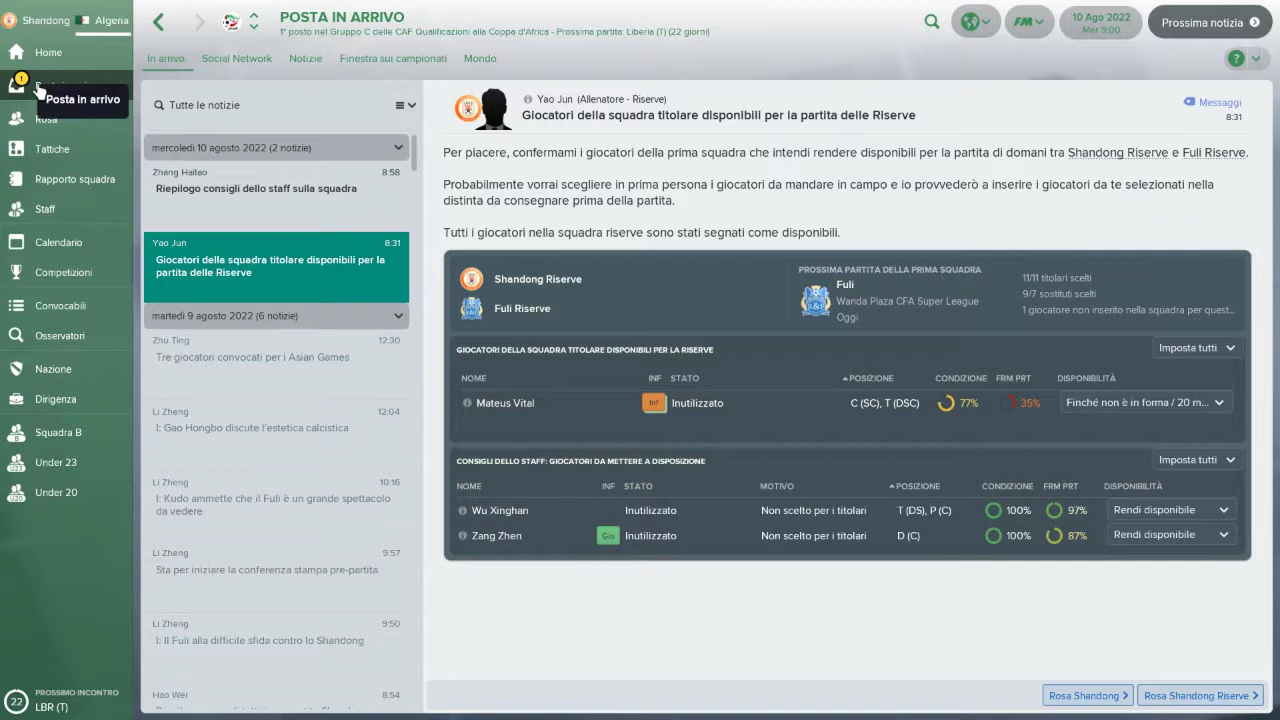 Shandong
Algeria
POSTA IN ARRIVO
1° posto nel Gruppo C delle CAF Qualificazioni alla Coppa d'Africa - Prossima partita: Liberia (T) (22 giorni)
FM
10 Ago 2022
Mer 9:00
Prossima notizia
Home
1
Posta in arrivo
Rosa
Tattiche
Rapporto squadra
Staff
Calendario
Competizioni
Convocabili
Osservatori
Nazione
Dirigenza
B
Squadra B
U23
Under 23
U20
Under 20
22
PROSSIMO INCONTRO
LBR (T)
In arrivo
Social Network
Notizie
Finestra sui campionati
Mondo
?
Tutte le notizie
mercoledì 10 agosto 2022 (2 notizie)
Zhang Haitao 8:58
Riepilogo consigli dello staff sulla squadra
Yao Jun 8:31
Giocatori della squadra titolare disponibili per la
partita delle Riserve
martedì 9 agosto 2022 (6 notizie)
Zhu Ting 12:30
Tre giocatori convocati per i Asian Games
Li Zheng 12:04
I: Gao Hongbo discute l'estetica calcistica
Li Zheng 10:16
I: Kudo ammette che il Fuli è un grande spettacolo
da vedere
Li Zheng 9:57
Sta per iniziare la conferenza stampa pre-partita
Li Zheng 9:50
I: Il Fuli alla difficile sfida contro lo Shandong
Hao Wei 8:54
Yao Jun (Allenatore - Riserve)
Giocatori della squadra titolare disponibili per la partita delle Riserve
Messaggi
8:31
Per piacere, confermami i giocatori della prima squadra che intendi rendere disponibili per la partita di domani tra Shandong Riserve e Fuli Riserve.
Probabilmente vorrai scegliere in prima persona i giocatori da mandare in campo e io provvederò a inserire i giocatori da te selezionati nella
distinta da consegnare prima della partita.
Tutti i giocatori nella squadra riserve sono stati segnati come disponibili.
Shandong Riserve
Fuli Riserve
PROSSIMA PARTITA DELLA PRIMA SQUADRA
Fuli
Wanda Plaza CFA Super League
Oggi
11/11 titolari scelti
9/7 sostituti scelti
1 giocatore non inserito nella squadra per quest...
GIOCATORI DELLA SQUADRA TITOLARE DISPONIBILI PER LA RISERVE
Imposta tutti
NOME INF STATO POSIZIONE CONDIZIONE FRM PRT DISPONIBILITÀ
Mateus Vital Inf Inutilizzato C (SC), T (DSC) 77% 35% Finché non è in forma / 20 m...
CONSIGLI DELLO STAFF: GIOCATORI DA METTERE A DISPOSIZIONE
Imposta tutti
NOME INF STATO MOTIVO POSIZIONE CONDIZIONE FRM PRT DISPONIBILITÀ
Wu Xinghan Inutilizzato Non scelto per i titolari T (DS), P (C) 100% 97% Rendi disponibile
Zang Zhen Gio Inutilizzato Non scelto per i titolari D (C) 100% 87% Rendi disponibile
Rosa Shandong
Rosa Shandong Riserve